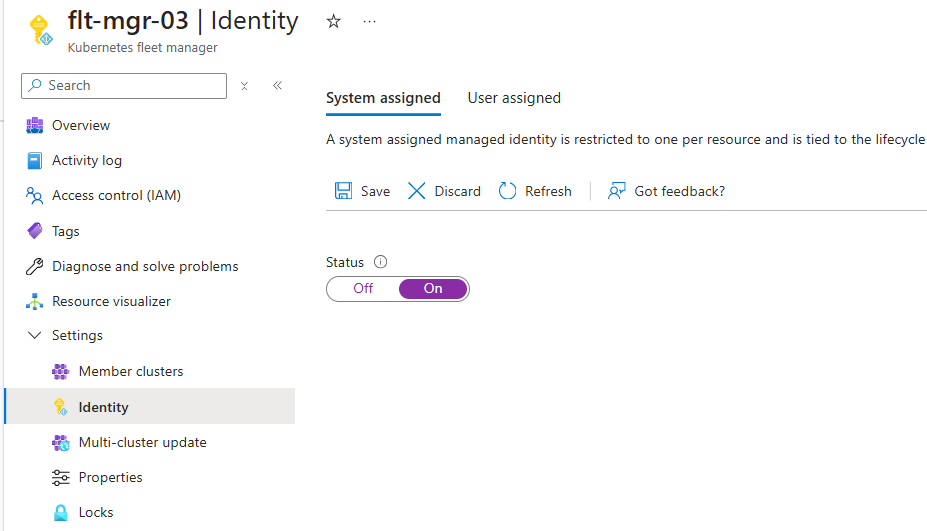 flt-mgr-03 | Identity
Kubernetes fleet manager
Search
Overview
Activity log
Access control (IAM)
Tags
Diagnose and solve problems
Resource visualizer
Settings
Member clusters
Identity
Multi-cluster update
Properties
Locks
System assigned
User assigned
A system assigned managed identity is restricted to one per resource and is tied to the lifecycle
Save
Discard
Refresh
Got feedback?
Status
Off
On